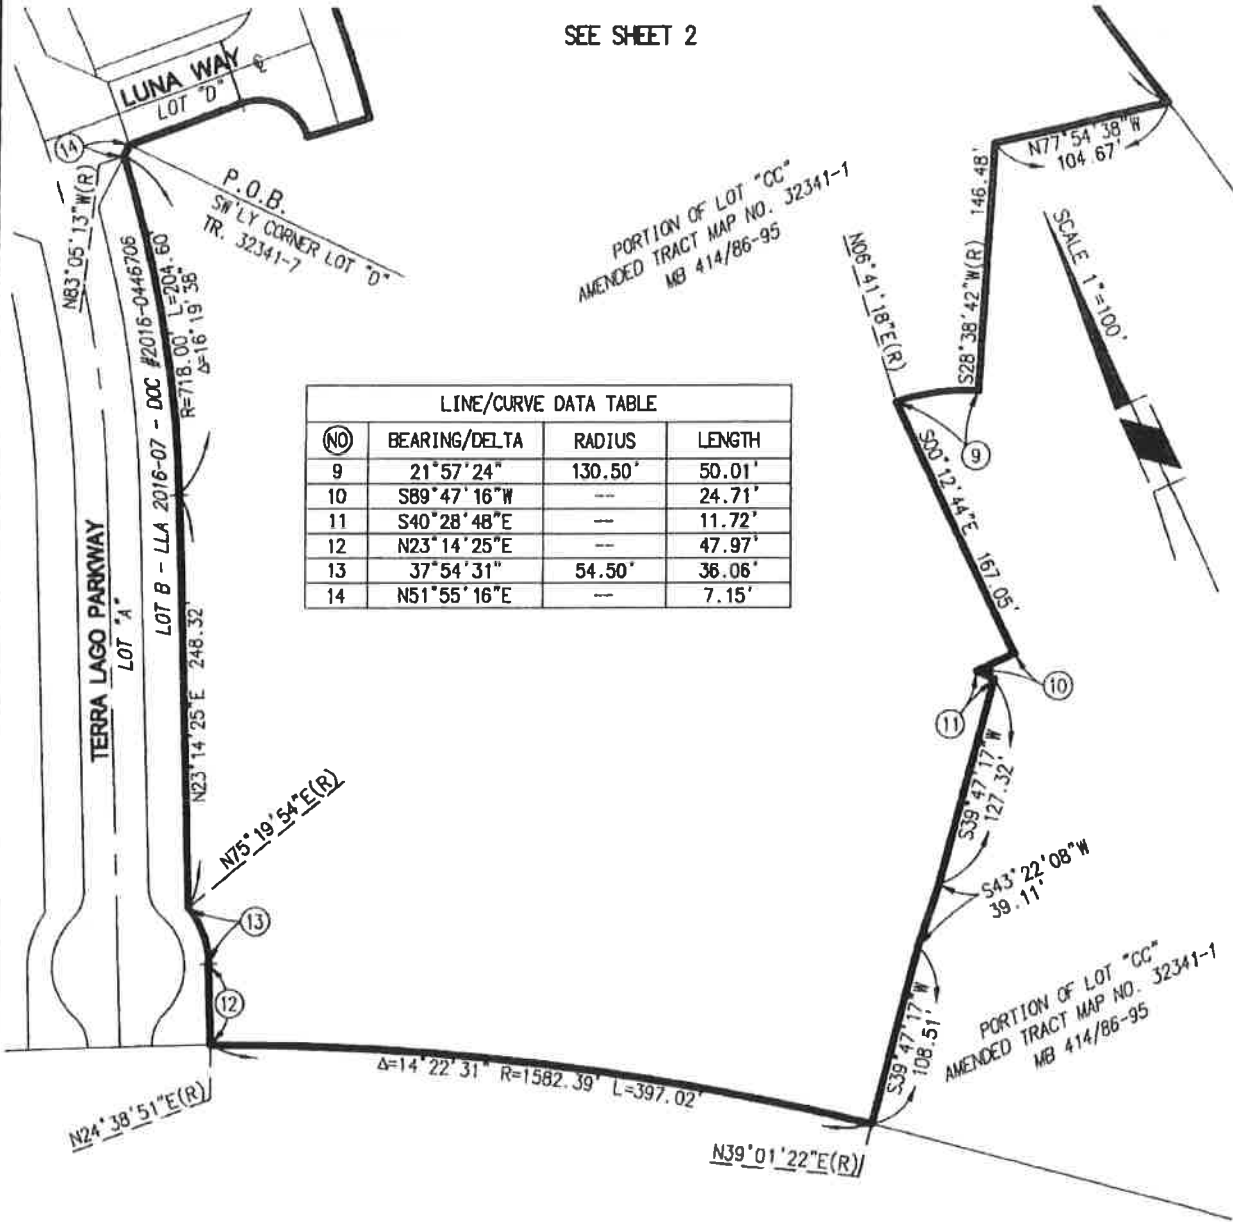 SEE SHEET 2
LUNA WAY
LOT "D"
14
N83°05'13"W(R)
P.O.B.
SW'LY CORNER LOT "D"
TR. 32341-7
R=718.00' L=204.60'
Δ=16°19'38"
LOT B - LLA 2016-07 - DOC #2016-0446706
TERRA LAGO PARKWAY
LOT "A"
N23°14'25"E 248.32'
PORTION OF LOT "CC"
AMENDED TRACT MAP NO. 32341-1
MB 414/86-95
N77°54'38"W
104.67'
S28°38'42"W(R) 146.48'
N06°41'18"E(R)
SCALE 1"=100'
9
S00°12'44"E 167.05'
LINE/CURVE DATA TABLE
NO BEARING/DELTA RADIUS LENGTH
9 21°57'24" 130.50' 50.01'
10 S89°47'16"W --- 24.71'
11 S40°28'48"E --- 11.72'
12 N23°14'25"E --- 47.97'
13 37°54'31" 54.50' 36.06'
14 N51°55'16"E --- 7.15'
10
11
S39°47'17"W
127.32'
S43°22'08"W
39.11'
N75°19'54"E(R)
13
12
S39°47'17"W
108.51'
PORTION OF LOT "CC"
AMENDED TRACT MAP NO. 32341-1
MB 414/86-95
Δ=14°22'31" R=1582.39' L=397.02'
N24°38'51"E(R)
N39°01'22"E(R)